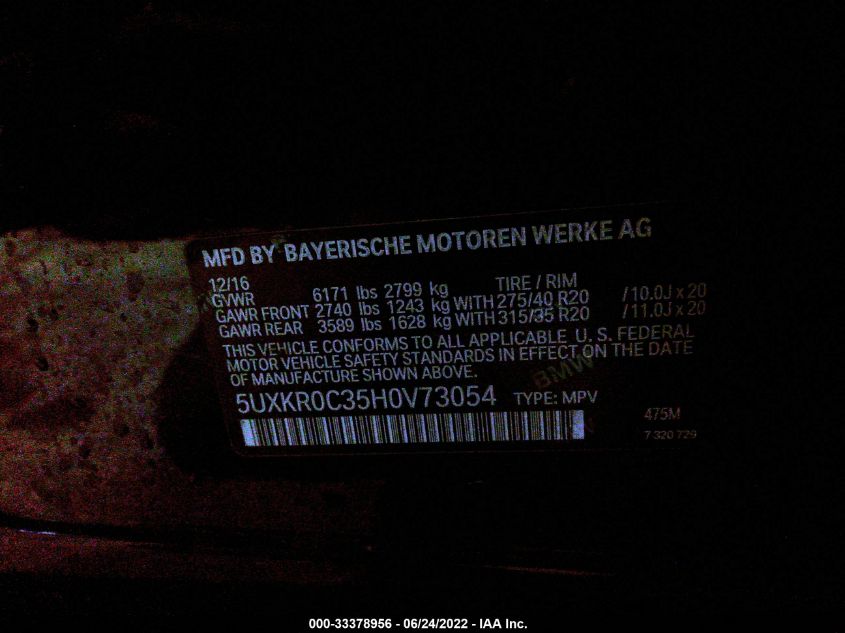 MFD BY BAYERISCHE MOTOREN WERKE AG
12/16 TIRE / RIM
GVWR 6171 lbs 2799 kg
GAWR FRONT 2740 lbs 1243 kg WITH 275/40 R20 /10.0J x 20
GAWR REAR 3589 lbs 1628 kg WITH 315/35 R20 /11.0J x 20
THIS VEHICLE CONFORMS TO ALL APPLICABLE U. S. FEDERAL
MOTOR VEHICLE SAFETY STANDARDS IN EFFECT ON THE DATE
OF MANUFACTURE SHOWN ABOVE.
BMW
5UXKR0C35H0V73054 TYPE: MPV
475M
7 320 729
000-33378956 - 06/24/2022 - IAA Inc.